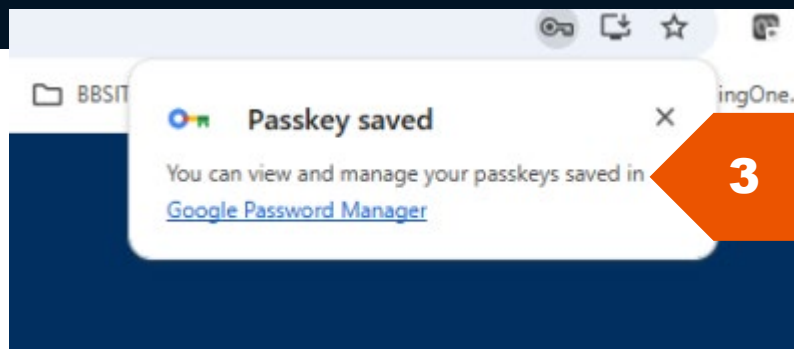 BBSIT
ingOne.
Passkey saved
You can view and manage your passkeys saved in
Google Password Manager
3